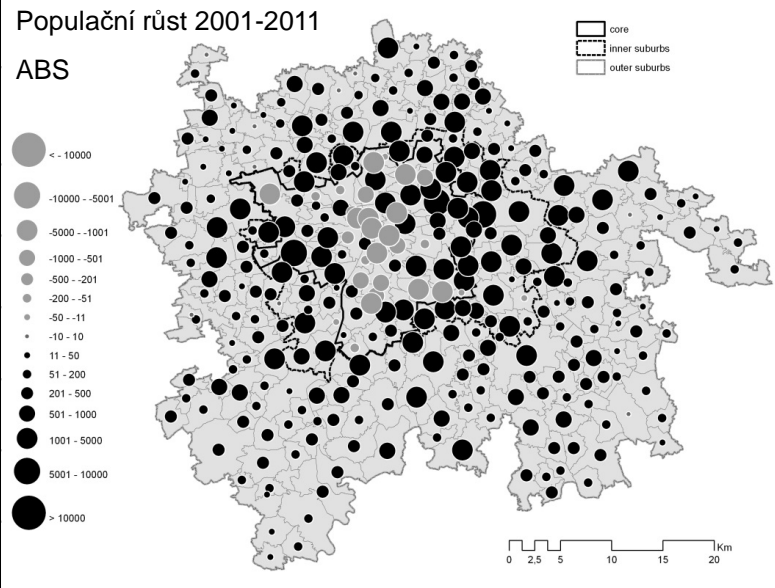 Populační růst 2001-2011
ABS
core
inner suburbs
outer suburbs
< - 10000
-10000 - -5001
-5000 - -1001
-1000 - -501
-500 - -201
-200 - -51
-50 - -11
-10 - 10
11 - 50
51 - 200
201 - 500
501 - 1000
1001 - 5000
5001 - 10000
> 10000
Km
0 2,5 5 10 15 20